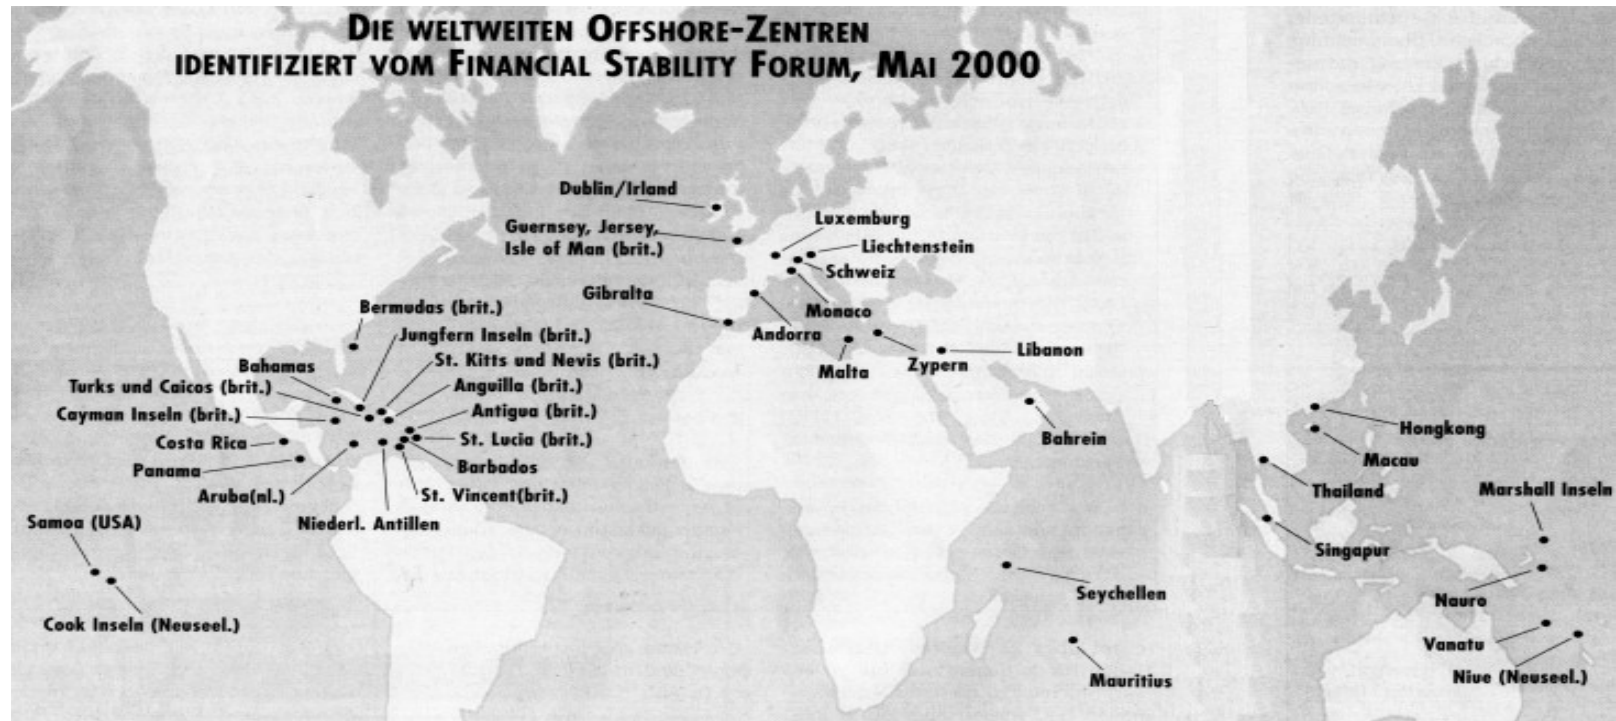 DIE WELTWEITEN OFFSHORE-ZENTREN
IDENTIFIZIERT VOM FINANCIAL STABILITY FORUM, MAI 2000
Dublin/Irland
Guernsey, Jersey,
Isle of Man (brit.)
Luxemburg
Liechtenstein
Schweiz
Gibralta
Monaco
Andorra
Malta
Zypern
Libanon
Bermudas (brit.)
Jungfern Inseln (brit.)
St. Kitts und Nevis (brit.)
Bahamas
Turks und Caicos (brit.)
Anguilla (brit.)
Cayman Inseln (brit.)
Antigua (brit.)
Costa Rica
St. Lucia (brit.)
Panama
Barbados
Aruba(nl.)
St. Vincent(brit.)
Niederl. Antillen
Samoa (USA)
Cook Inseln (Neuseel.)
Bahrein
Hongkong
Macau
Thailand
Marshall Inseln
Singapur
Seychellen
Nauro
Vanatu
Mauritius
Niue (Neuseel.)